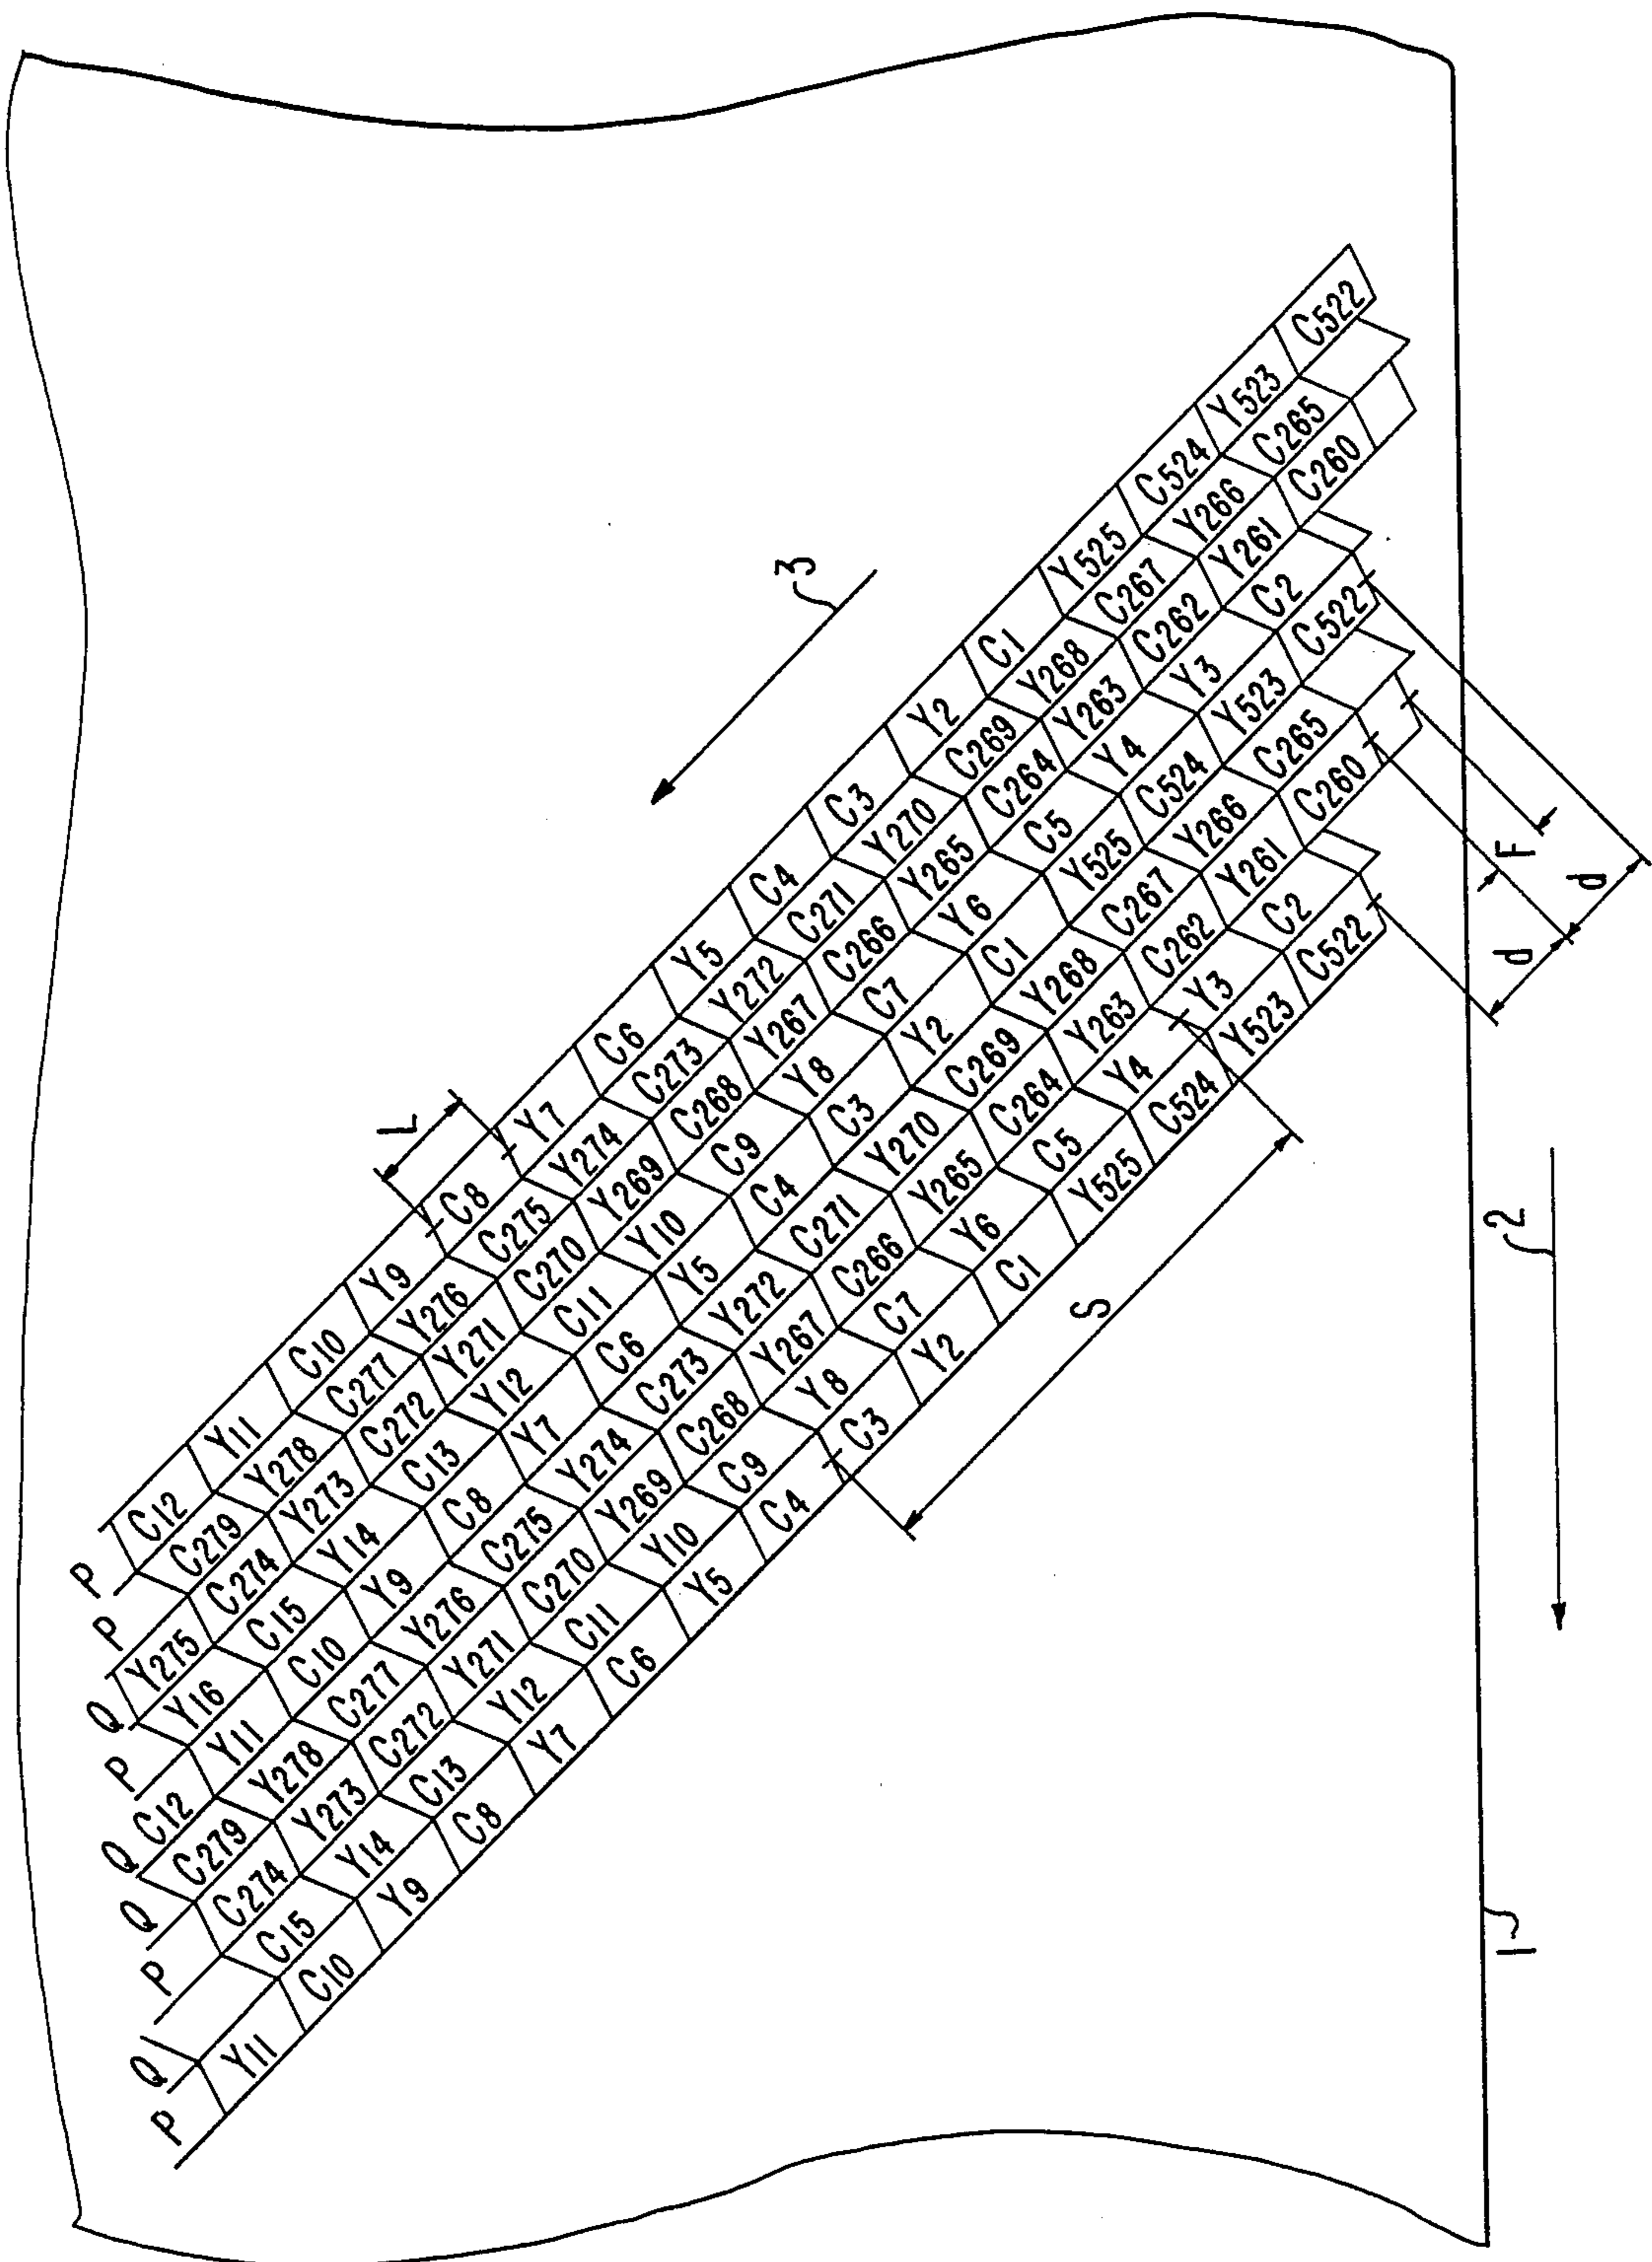 3
L
P C12 Y11 C10 Y9 C8 Y7 C6 Y5 C4 C3 Y2 C1 Y525 C524 Y523 C522
P C279 Y278 C277 Y276 C275 Y274 C273 Y272 C271 Y270 C269 Y268 C267 Y266 C265
Q Y275 C274 Y273 C272 Y271 C270 Y269 C268 Y267 C266 Y265 C264 Y263 C262 Y261 C260
P Y16 C15 Y14 C13 Y12 C11 Y10 C9 Y8 C7 Y6 C5 Y4 Y3 C2
Q C12 Y11 C10 Y9 C8 Y7 C6 Y5 C4 C3 Y2 C1 Y525 C524 Y523 C522
Q C279 Y278 C277 Y276 C275 Y274 C273 Y272 C271 Y270 C269 Y268 C267 Y266 C265
P C274 Y273 C272 Y271 C270 Y269 C268 Y267 C266 Y265 C264 Y263 C262 Y261 C260
Q C15 Y14 C13 Y12 C11 Y10 C9 Y8 C7 Y6 C5 Y4 Y3 C2
P Y11 C10 Y9 C8 Y7 C6 Y5 C4 C3 Y2 C1 Y525 C524 Y523 C522
S
F
d
d
2
1